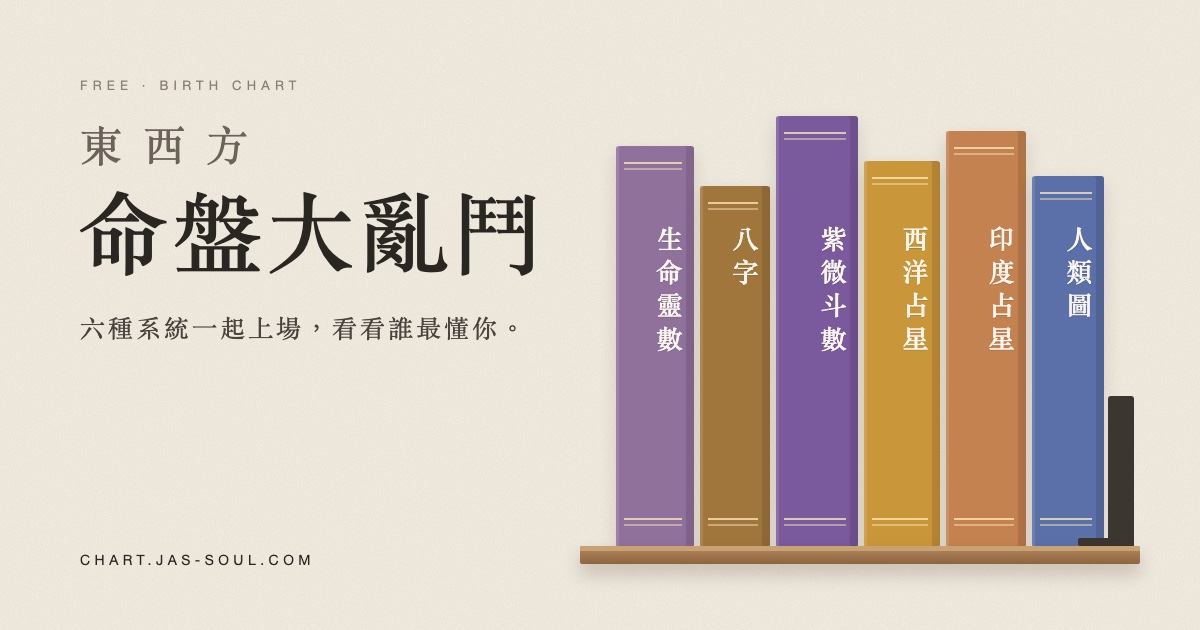 FREE · BIRTH CHART
東西方
命盤大亂鬥
六種系統一起上場，看看誰最懂你。
CHART.JAS-SOUL.COM
生命靈數
八字
紫微斗數
西洋占星
印度占星
人類圖